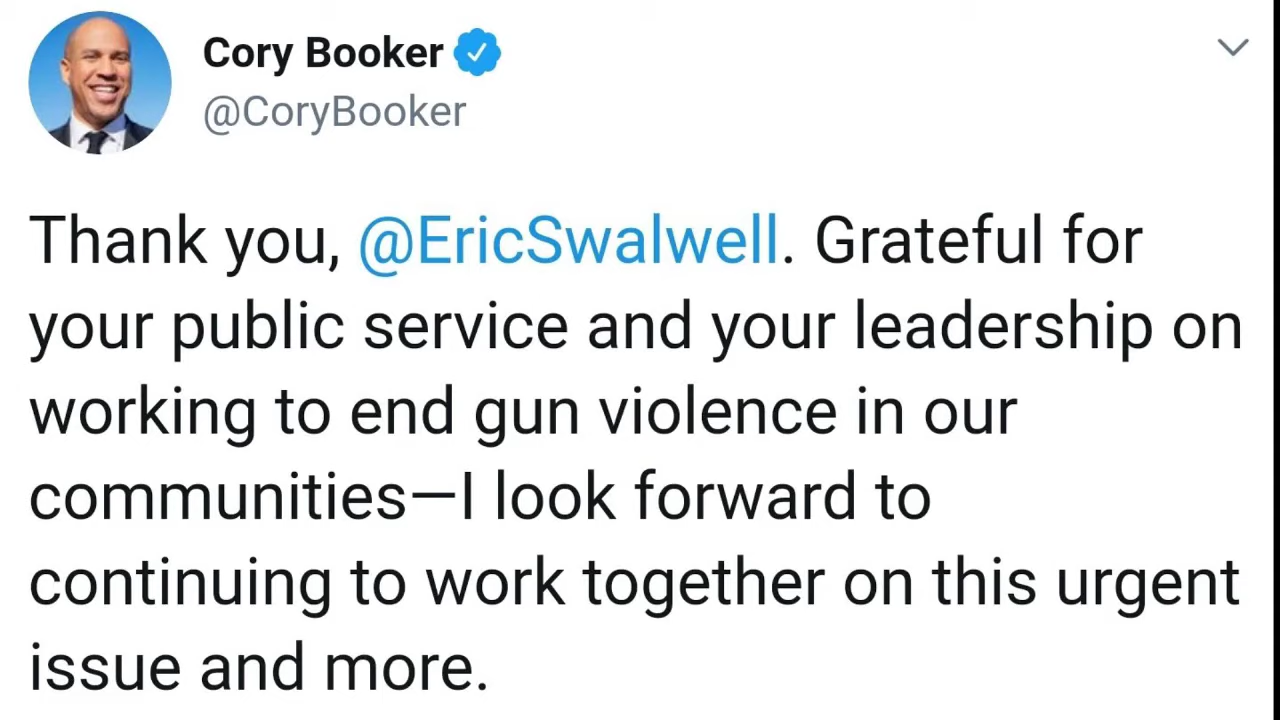 Cory Booker
@CoryBooker
Thank you, @EricSwalwell. Grateful for
your public service and your leadership on
working to end gun violence in our
communities—I look forward to
continuing to work together on this urgent
issue and more.